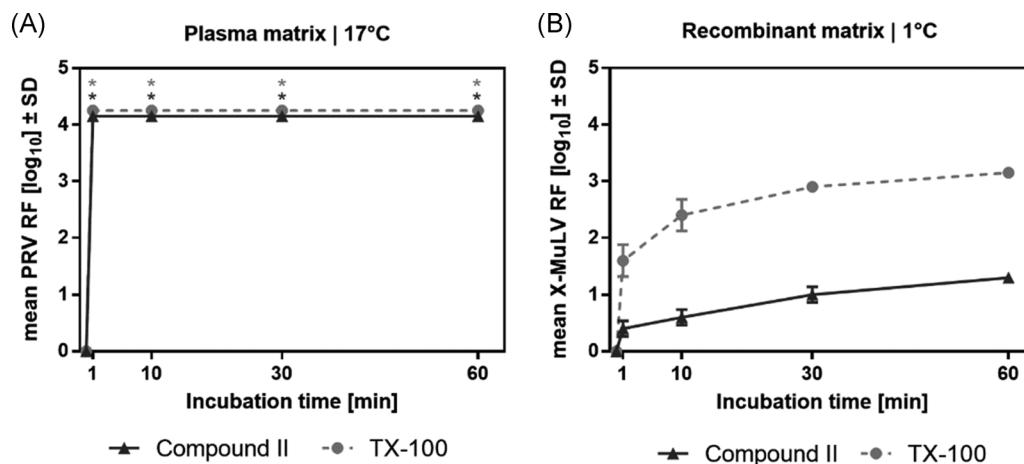 (A)
Plasma matrix | 17°C
mean PRV RF [log10] ± SD
5
4
3
2
1
0
* * * *
* * * *
1 10 30 60
Incubation time [min]
Compound II TX-100
(B)
Recombinant matrix | 1°C
mean X-MuLV RF [log10] ± SD
5
4
3
2
1
0
1 10 30 60
Incubation time [min]
Compound II TX-100